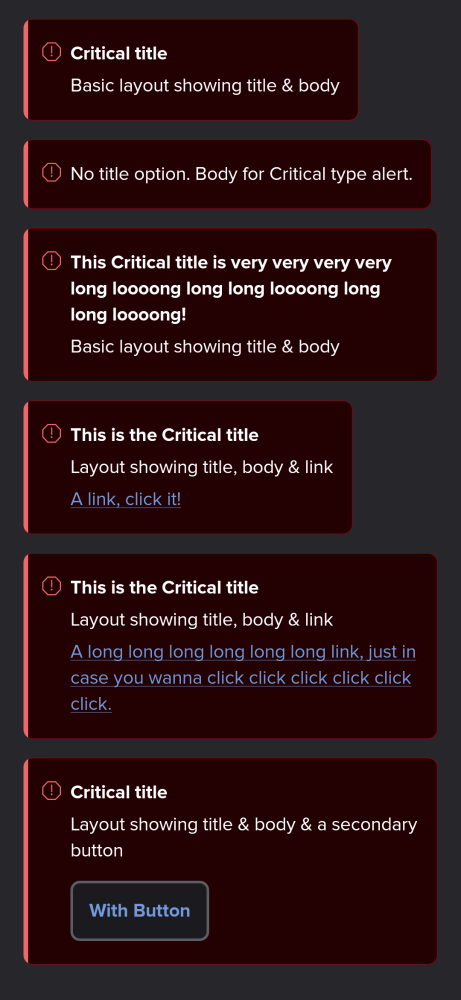 Critical title
Basic layout showing title & body
No title option. Body for Critical type alert.
This Critical title is very very very very
long loooong long long loooong long
long loooong!
Basic layout showing title & body
This is the Critical title
Layout showing title, body & link
A link, click it!
This is the Critical title
Layout showing title, body & link
A long long long long long long link, just in
case you wanna click click click click click
click.
Critical title
Layout showing title & body & a secondary
button
With Button